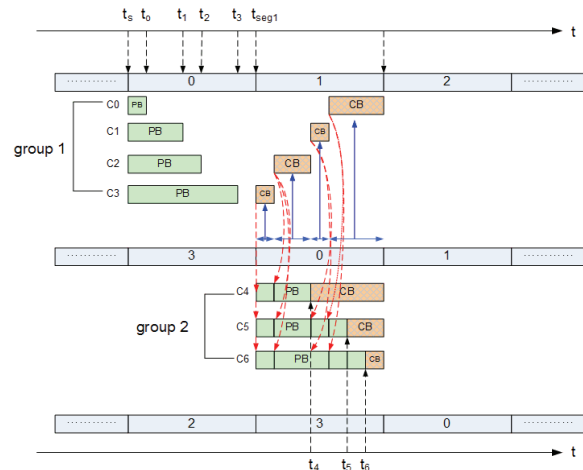 ts to t1 t2 t3 tseg1
t
............ 0 1 2 ............
C0 PB CB
C1 PB CB
group 1
C2 PB CB
C3 PB CB
............ 3 0 1 ............
C4 PB CB
group 2
C5 PB CB
C6 PB CB
............ 2 3 0 ............
t
t4 t5 t6